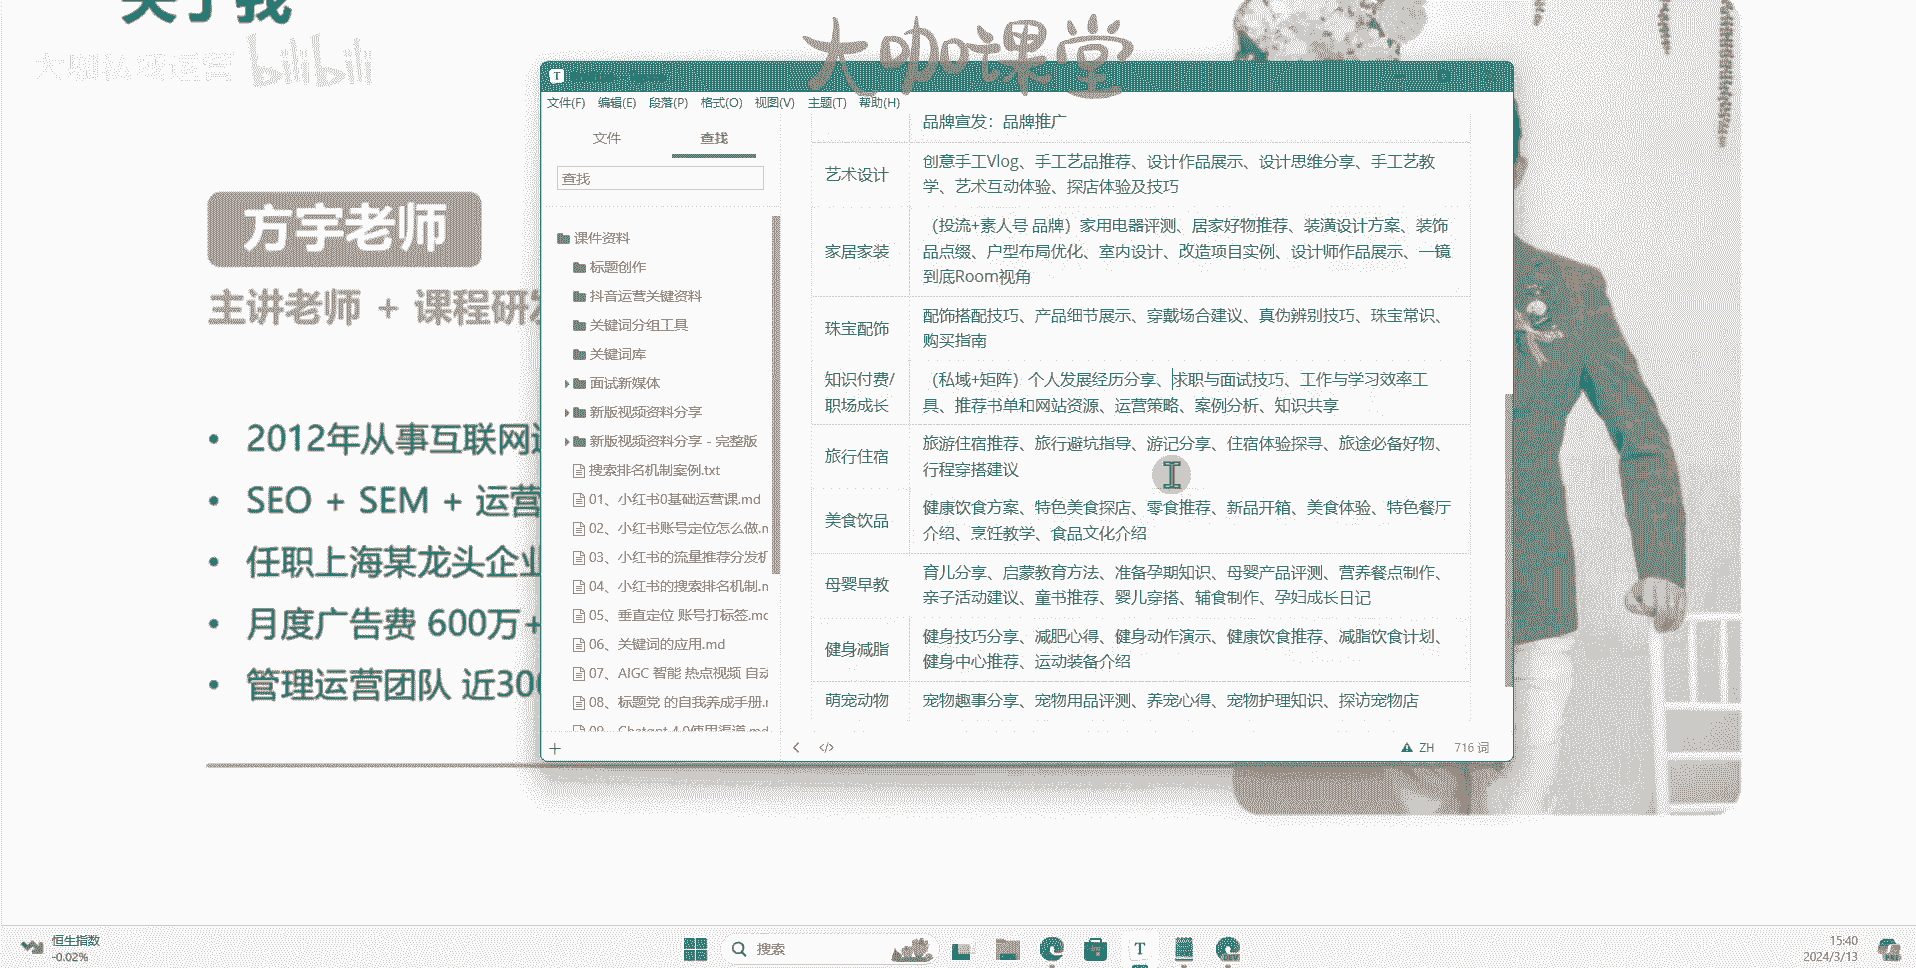 关于我
大咖私域运营 bilibili
大咖课堂
方宇老师
主讲老师 + 课程研发
• 2012年从事互联网
• SEO + SEM + 运营
• 任职上海某龙头企业
• 月度广告费 600万+
• 管理运营团队 近300
文件(F) 编辑(E) 段落(P) 格式(O) 视图(V) 主题(T) 帮助(H)
文件 查找
查找
课件资料
标题创作
抖音运营关键资料
关键词分组工具
关键词库
面试新媒体
新版视频资料分享
新版视频资料分享 - 完整版
搜索排名机制案例.txt
01、小红书0基础运营课.md
02、小红书账号定位怎么做.m
03、小红书的流量推荐分发机
04、小红书的搜索排名机制.m
05、垂直定位 账号打标签.mc
06、关键词的应用.md
07、AIGC 智能 热点视频 自动
08、标题党 的自我养成手册.r
09、Chatgpt 4.0使用渠道.md
品牌宣发：品牌推广
艺术设计
创意手工Vlog、手工艺品推荐、设计作品展示、设计思维分享、手工艺教
学、艺术互动体验、探店体验及技巧
家居家装
（投流+素人号 品牌）家用电器评测、居家好物推荐、装潢设计方案、装饰
品点缀、户型布局优化、室内设计、改造项目实例、设计师作品展示、一镜
到底Room视角
珠宝配饰
配饰搭配技巧、产品细节展示、穿戴场合建议、真伪辨别技巧、珠宝常识、
购买指南
知识付费/
职场成长
（私域+矩阵）个人发展经历分享、求职与面试技巧、工作与学习效率工
具、推荐书单和网站资源、运营策略、案例分析、知识共享
旅行住宿
旅游住宿推荐、旅行避坑指导、游记分享、住宿体验探寻、旅途必备好物、
行程穿搭建议
美食饮品
健康饮食方案、特色美食探店、零食推荐、新品开箱、美食体验、特色餐厅
介绍、烹饪教学、食品文化介绍
母婴早教
育儿分享、启蒙教育方法、准备孕期知识、母婴产品评测、营养餐点制作、
亲子活动建议、童书推荐、婴儿穿搭、辅食制作、孕妇成长日记
健身减脂
健身技巧分享、减肥心得、健身动作演示、健康饮食推荐、减脂饮食计划、
健身中心推荐、运动装备介绍
萌宠动物
宠物趣事分享、宠物用品评测、养宠心得、宠物护理知识、探访宠物店
ZH 716 词
恒生指数
-0.02%
搜索
15:40
2024/3/13